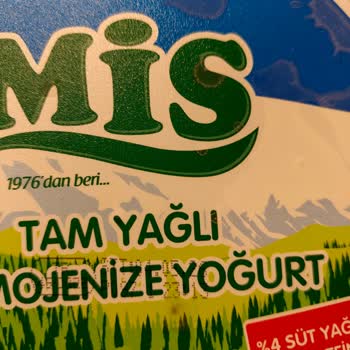 MİS
1976'dan beri...
TAM YAĞLI
MOJENİZE YOĞURT
%4 SÜT YAĞ